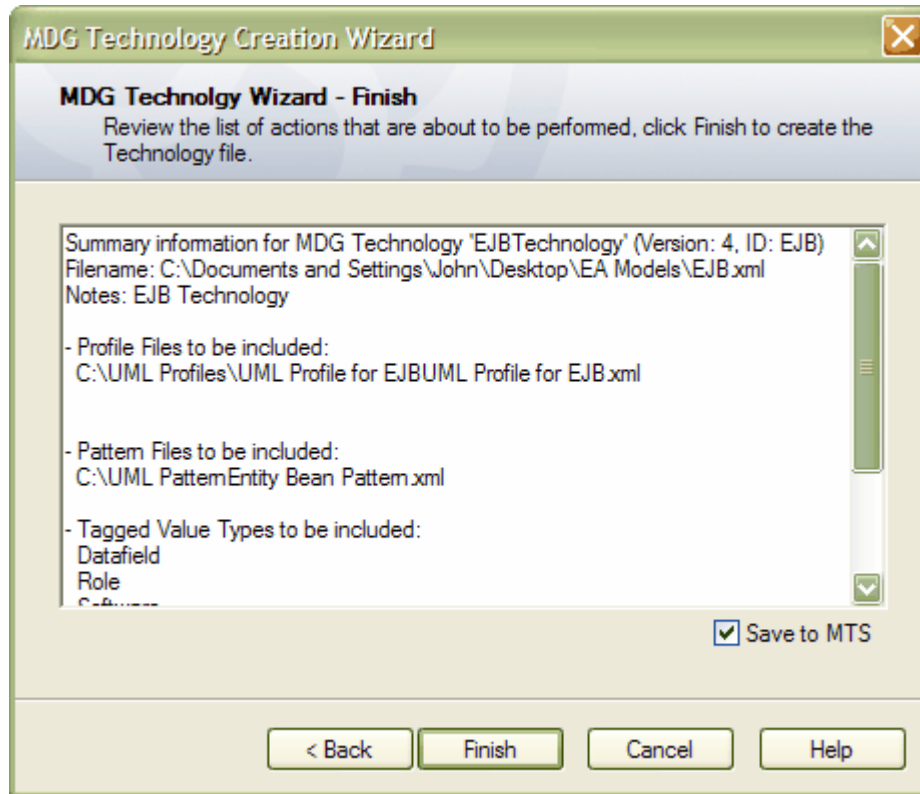 MDG Technology Creation Wizard
MDG Technolgy Wizard - Finish
Review the list of actions that are about to be performed, click Finish to create the
Technology file.
Summary information for MDG Technology 'EJBTechnology' (Version: 4, ID: EJB)
Filename: C:\Documents and Settings\John\Desktop\EA Models\EJB.xml
Notes: EJB Technology
- Profile Files to be included:
C:\UML Profiles\UML Profile for EJBUML Profile for EJB.xml
- Pattern Files to be included:
C:\UML PatternEntity Bean Pattern.xml
- Tagged Value Types to be included:
Datafield
Role
Software
Save to MTS
< Back
Finish
Cancel
Help